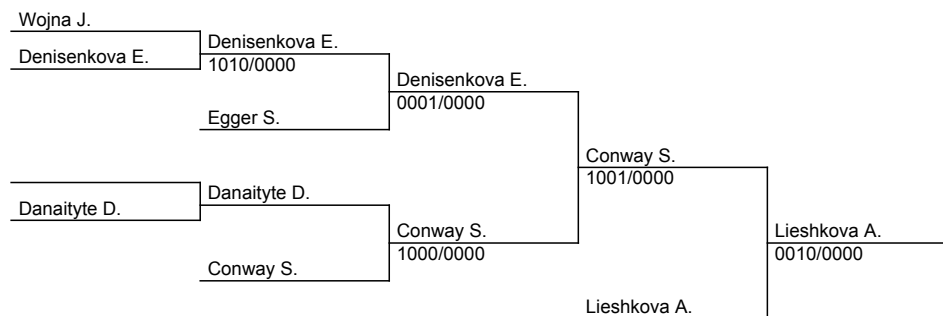 Wojna J.
Denisenkova E.
Denisenkova E.
1010/0000
Denisenkova E.
0001/0000
Egger S.
Conway S.
1001/0000
Danaityte D.
Danaityte D.
Conway S.
1000/0000
Lieshkova A.
0010/0000
Conway S.
Lieshkova A.